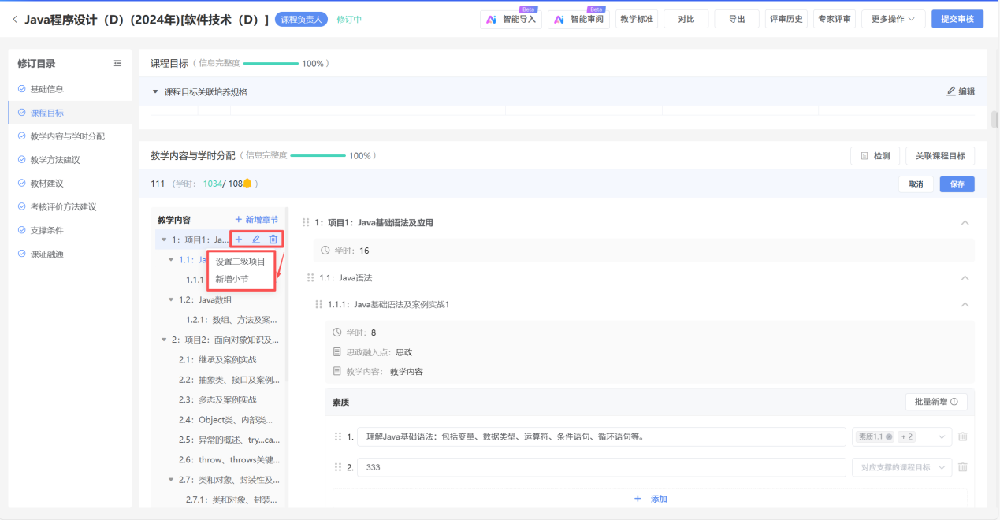 Java程序设计（D）(2024年)[软件技术（D）] 课程负责人 修订中 智能导入 Beta 智能审阅 Beta 教学标准 对比 导出 评审历史 专家评审 更多操作 提交审核
修订目录
基础信息
课程目标
教学内容与学时分配
教学方法建议
教材建议
考核评价方法建议
支撑条件
课证融通
课程目标（ 信息完整度 100% ）
课程目标关联培养规格 编辑
教学内容与学时分配（ 信息完整度 100% ） 检测 关联课程目标
111 （学时： 1034/ 108 ） 取消 保存
教学内容 + 新增章节
1：项目1：Ja...
设置二级项目
新增小节
1.1：Ja
1.1.1
1.2：Java数组
1.2.1：数组、方法及案...
2：项目2：面向对象知识及...
2.1：继承及案例实战
2.2：抽象类、接口及案例...
2.3：多态及案例实战
2.4：Object类、内部类...
2.5：异常的概述、try...ca...
2.6：throw、throws关键...
2.7：类和对象、封装性及...
2.7.1：类和对象、封装...
1：项目1：Java基础语法及应用
学时：16
1.1：Java语法
1.1.1：Java基础语法及案例实战1
学时：8
思政融入点：思政
教学内容：教学内容
素质 批量新增
1. 理解Java基础语法：包括变量、数据类型、运算符、条件语句、循环语句等。 素质1.1 + 2
2. 333 对应支撑的课程目标
+ 添加